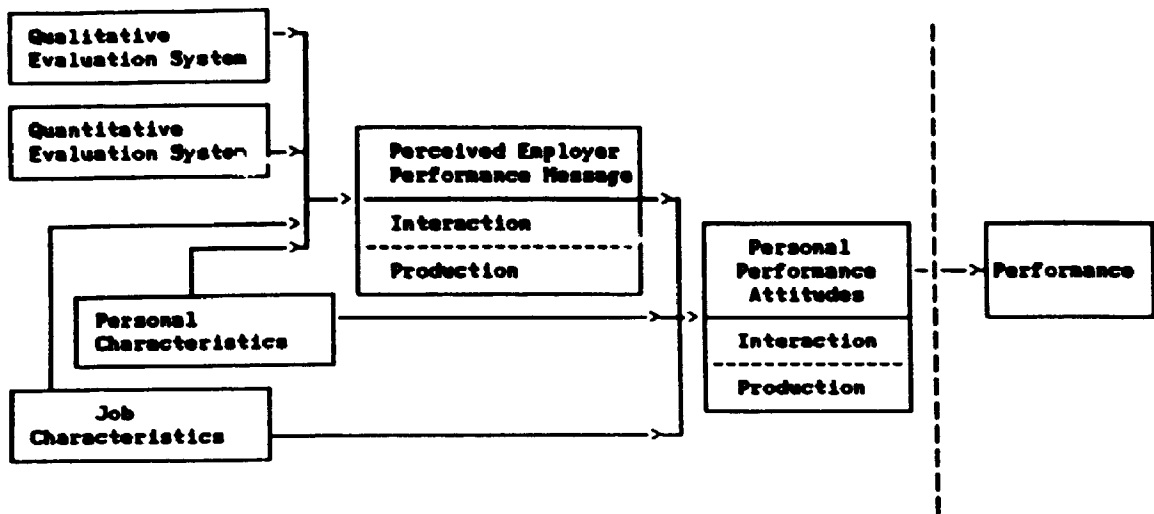 Qualitative
Evaluation System
Quantitative
Evaluation System
Perceived Employer
Performance Message
Interaction
Production
Personal
Characteristics
Job
Characteristics
Personal
Performance
Attitudes
Interaction
Production
Performance